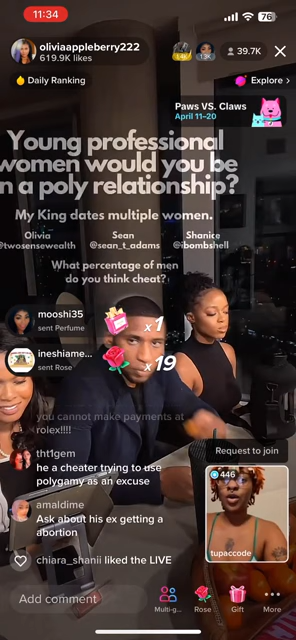 11:34
76
oliviaappleberry222
619.9K likes
1.4K
1.3K
39.7K
Daily Ranking
Explore >
Paws VS. Claws
April 11-20
Young professional
women would you be
n a poly relationship?
My King dates multiple women.
Olivia Sean Shanice
@twosensewealth @sean_t_adams @ibombshell
What percentage of men
do you think cheat?
mooshi35
sent Perfume
x1
ineshiame...
sent Rose
x19
you cannot make payments at
rolex!!!!
tht1gem
he a cheater trying to use
polygamy as an excuse
amaldime
Ask about his ex getting a
abortion
chiara_shanii liked the LIVE
Request to join
446
tupaccode
Add comment
Multi-g...
Rose
Gift
More